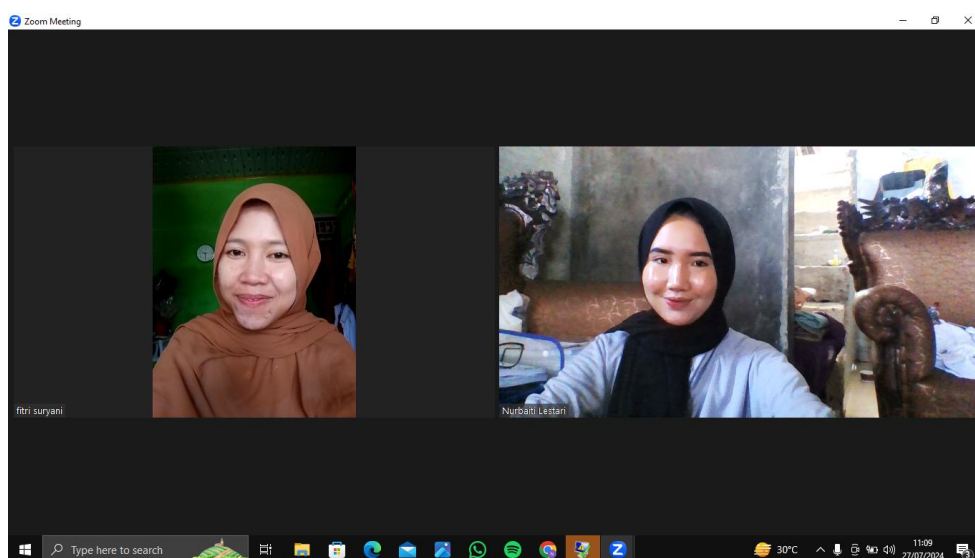 Zoom Meeting
fitri suryani
Nurbaiti Lestari
Type here to search
30°C
11:09
27/07/2024